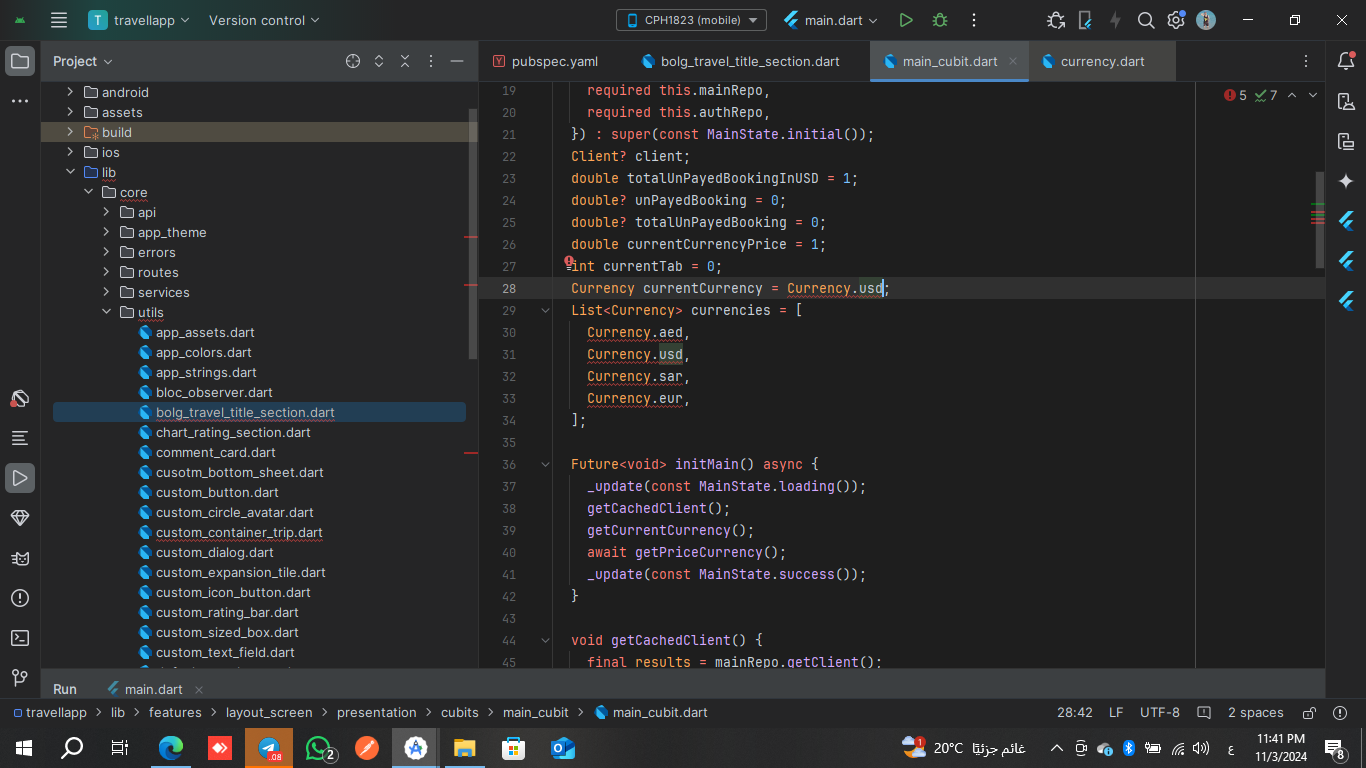 T travellapp Version control CPH1823 (mobile) main.dart
Project
pubspec.yaml bolg_travel_title_section.dart main_cubit.dart currency.dart
android
assets
build
ios
lib
core
api
app_theme
errors
routes
services
utils
app_assets.dart
app_colors.dart
app_strings.dart
bloc_observer.dart
bolg_travel_title_section.dart
chart_rating_section.dart
comment_card.dart
cusotm_bottom_sheet.dart
custom_button.dart
custom_circle_avatar.dart
custom_container_trip.dart
custom_dialog.dart
custom_expansion_tile.dart
custom_icon_button.dart
custom_rating_bar.dart
custom_sized_box.dart
custom_text_field.dart
5 7
19 required this.mainRepo,
20 required this.authRepo,
21 }) : super(const MainState.initial());
22 Client? client;
23 double totalUnPayedBookingInUSD = 1;
24 double? unPayedBooking = 0;
25 double? totalUnPayedBooking = 0;
26 double currentCurrencyPrice = 1;
27 int currentTab = 0;
28 Currency currentCurrency = Currency.usd;
29 List<Currency> currencies = [
30 Currency.aed,
31 Currency.usd,
32 Currency.sar,
33 Currency.eur,
34 ];
35
36 Future<void> initMain() async {
37 _update(const MainState.loading());
38 getCachedClient();
39 getCurrentCurrency();
40 await getPriceCurrency();
41 _update(const MainState.success());
42 }
43
44 void getCachedClient() {
45 final results = mainRepo.getClient();
Run main.dart
travellapp > lib > features > layout_screen > presentation > cubits > main_cubit > main_cubit.dart 28:42 LF UTF-8 2 spaces
.08 2 1 20°C غائم جزئيًا ع 11:41 PM
11/3/2024 8